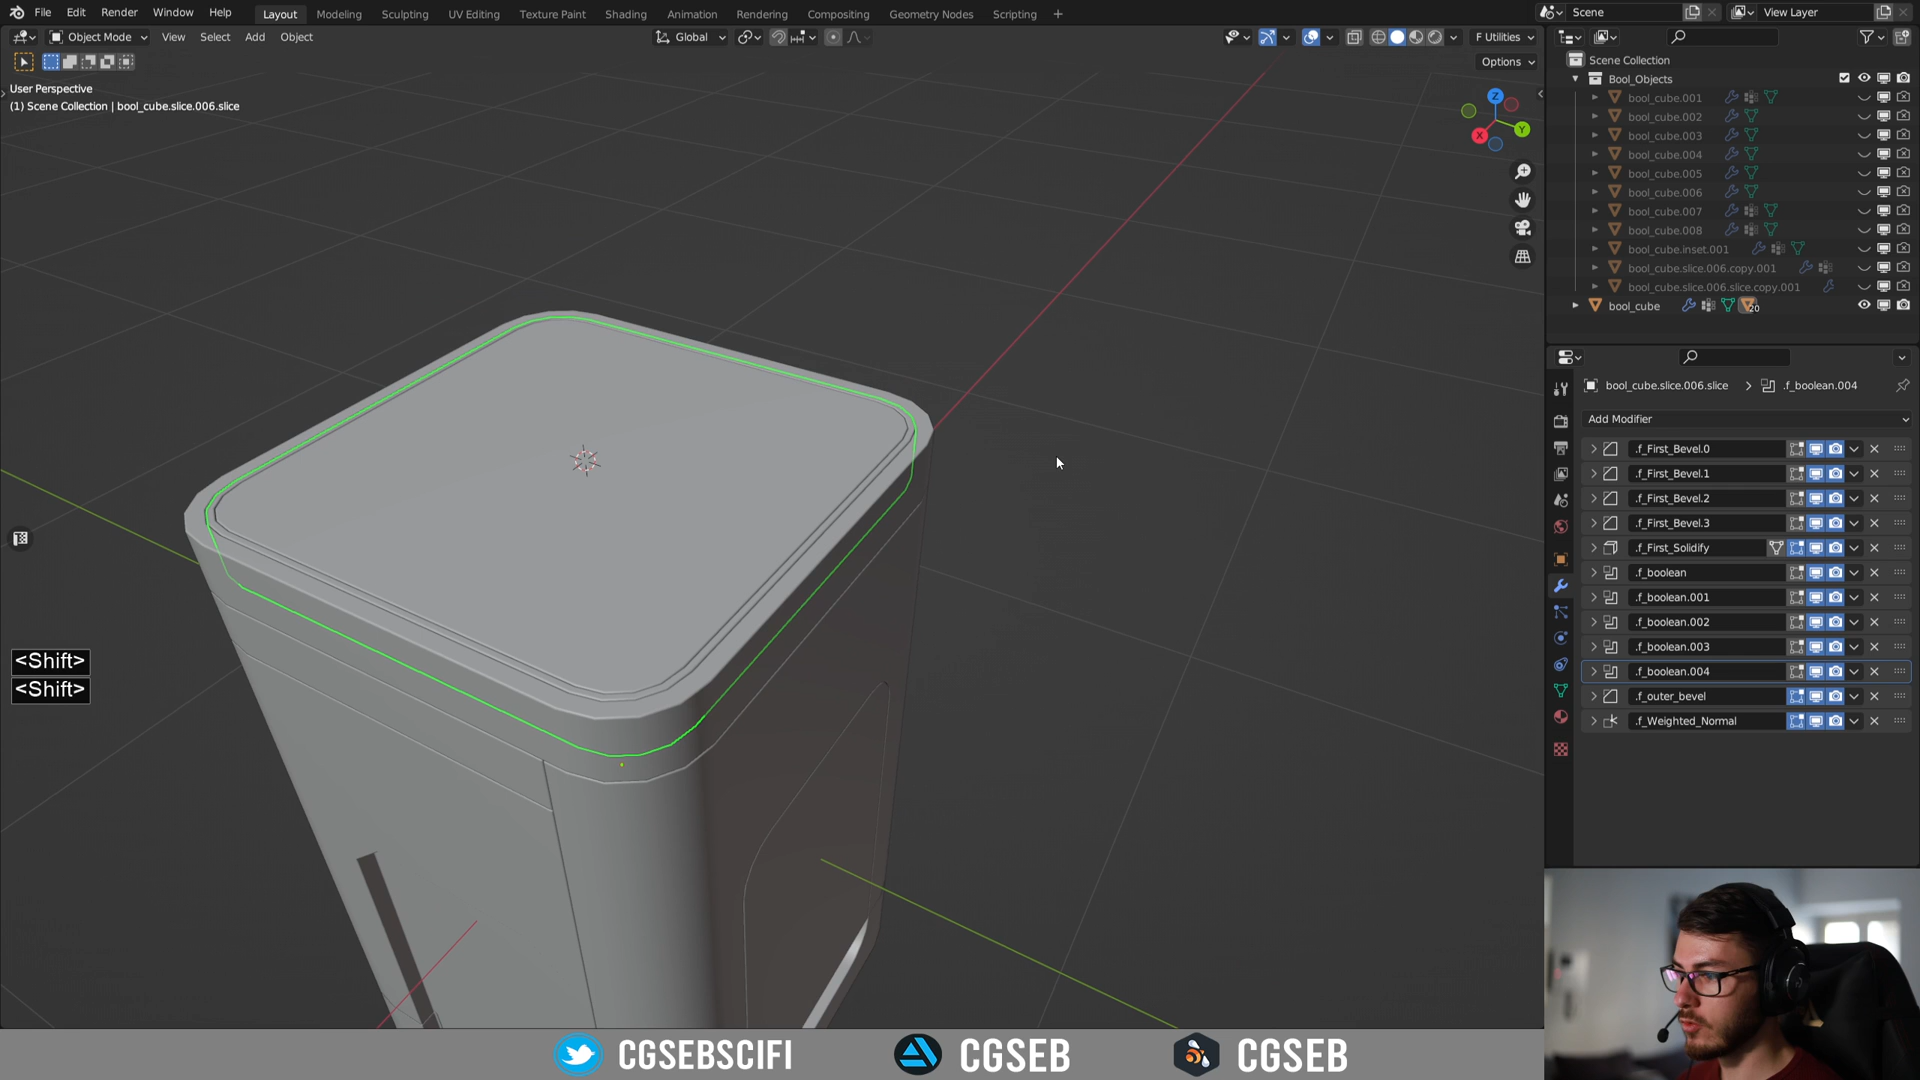 File Edit Render Window Help Layout Modeling Sculpting UV Editing Texture Paint Shading Animation Rendering Compositing Geometry Nodes Scripting + Scene View Layer
Object Mode View Select Add Object Global F Utilities
Options
User Perspective
(1) Scene Collection | bool_cube.slice.006.slice
Z
Y
X
<Shift>
<Shift>
Scene Collection
Bool_Objects
bool_cube.001
bool_cube.002
bool_cube.003
bool_cube.004
bool_cube.005
bool_cube.006
bool_cube.007
bool_cube.008
bool_cube.inset.001
bool_cube.slice.006.copy.001
bool_cube.slice.006.slice.copy.001
bool_cube 20
bool_cube.slice.006.slice > .f_boolean.004
Add Modifier
.f_First_Bevel.0
.f_First_Bevel.1
.f_First_Bevel.2
.f_First_Bevel.3
.f_First_Solidify
.f_boolean
.f_boolean.001
.f_boolean.002
.f_boolean.003
.f_boolean.004
.f_outer_bevel
.f_Weighted_Normal
CGSEBSCIFI CGSEB CGSEB